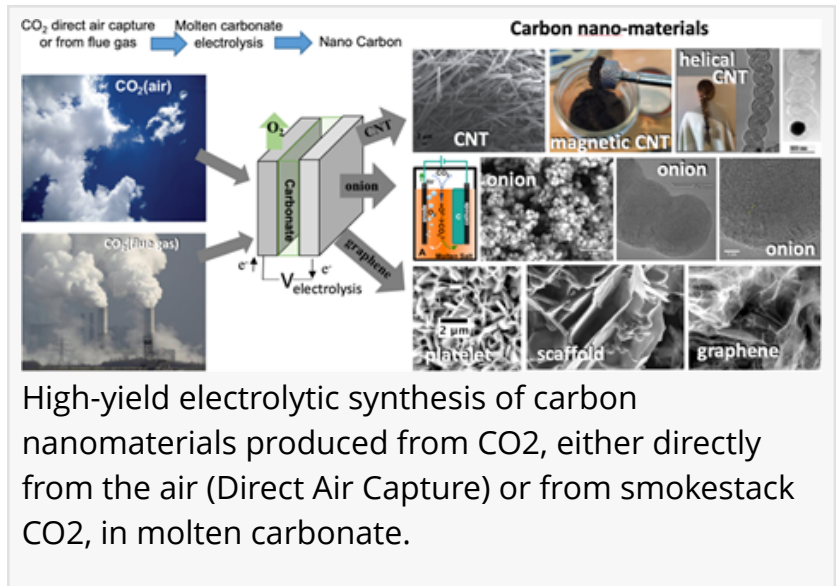 CO2 direct air capture
or from flue gas
Molten carbonate
electrolysis
Nano Carbon
Carbon nano-materials
CO2(air)
CO2(flue gas)
O2
Carbonate
e-
e-
Velectrolysis
CNT
onion
graphene
CNT
magnetic CNT
helical
CNT
onion
onion
onion
A
2 μm
platelet
scaffold
graphene
High-yield electrolytic synthesis of carbon
nanomaterials produced from CO2, either directly
from the air (Direct Air Capture) or from smokestack
CO2, in molten carbonate.